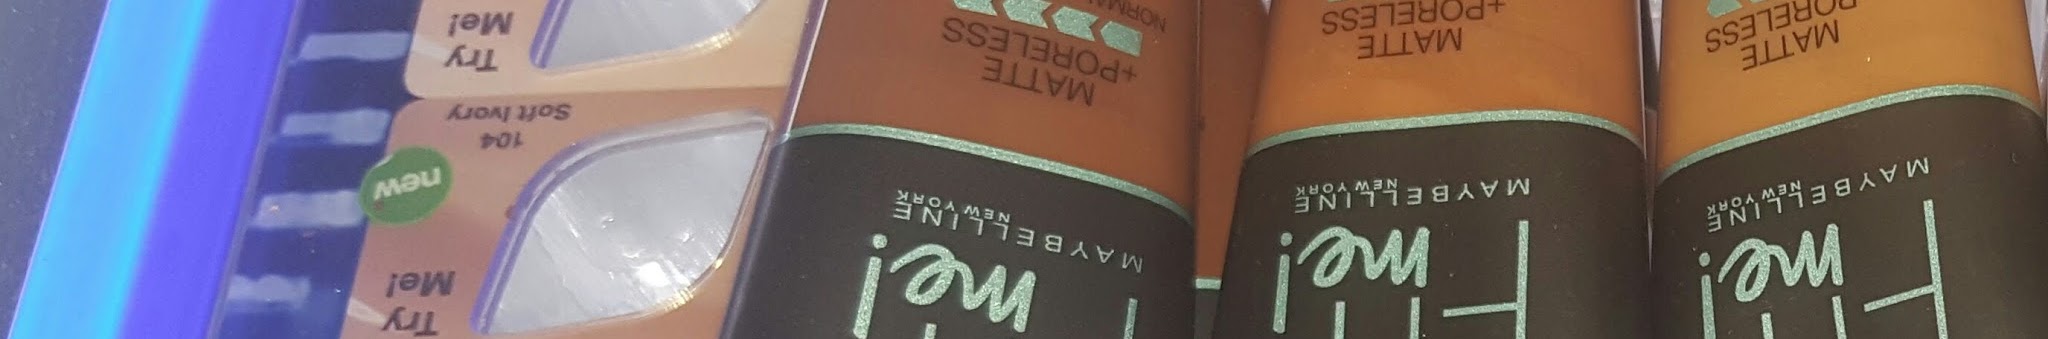 Try
Me!
104
Soft Ivory
new
Try
Me!
MAYBELLINE
NEW YORK
me!
MATTE
+PORELESS
MAYBELLINE
NEW YORK
FIT
me!
MATTE
+PORELESS
MAYBELLINE
NEW YORK
FIT
me!
MATTE
+PORELESS